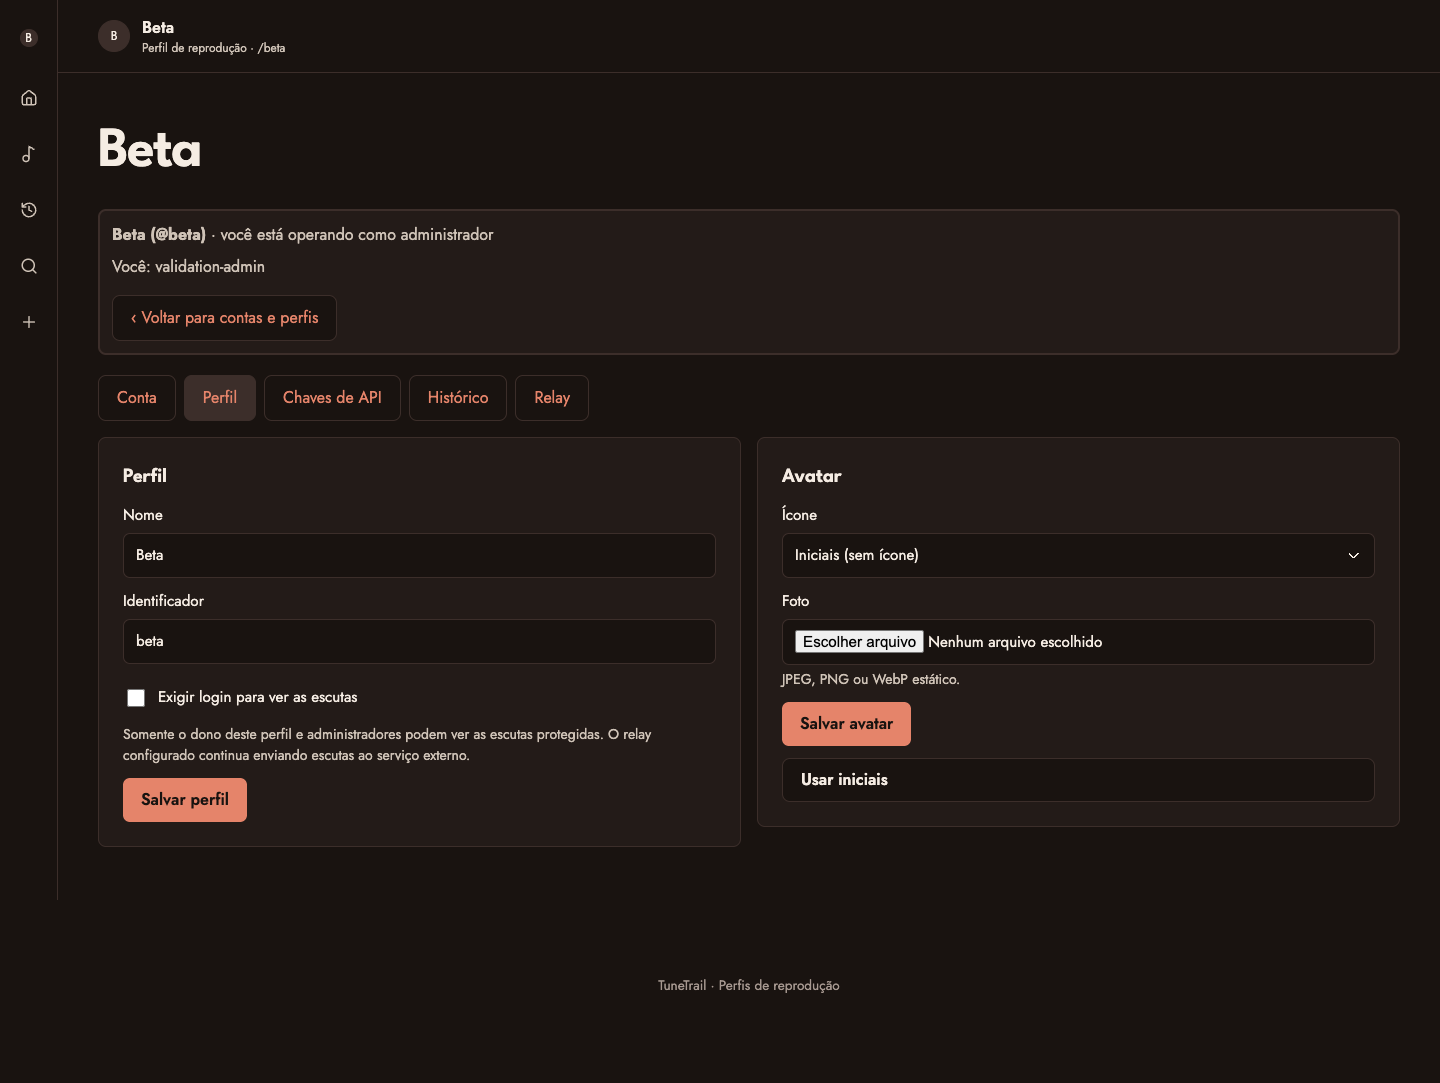 B
B
Beta
Perfil de reprodução · /beta
Beta
Beta (@beta) · você está operando como administrador
Você: validation-admin
‹ Voltar para contas e perfis
Conta
Perfil
Chaves de API
Histórico
Relay
Perfil
Nome
Beta
Identificador
beta
Exigir login para ver as escutas
Somente o dono deste perfil e administradores podem ver as escutas protegidas. O relay
configurado continua enviando escutas ao serviço externo.
Salvar perfil
Avatar
Ícone
Iniciais (sem ícone)
Foto
Escolher arquivo Nenhum arquivo escolhido
JPEG, PNG ou WebP estático.
Salvar avatar
Usar iniciais
TuneTrail · Perfis de reprodução